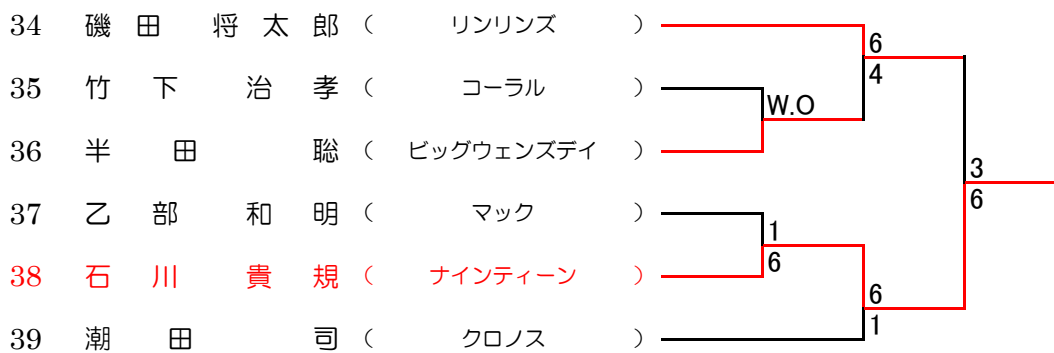 34 磯田 将太郎 ( リンリンズ )
6
4
35 竹下 治孝 ( コーラル )
W.O
36 半田 聡 ( ビッグウェンズデイ )
3
6
37 乙部 和明 ( マック )
1
6
38 石川 貴規 ( ナインティーン )
6
1
39 潮田 司 ( クロノス )